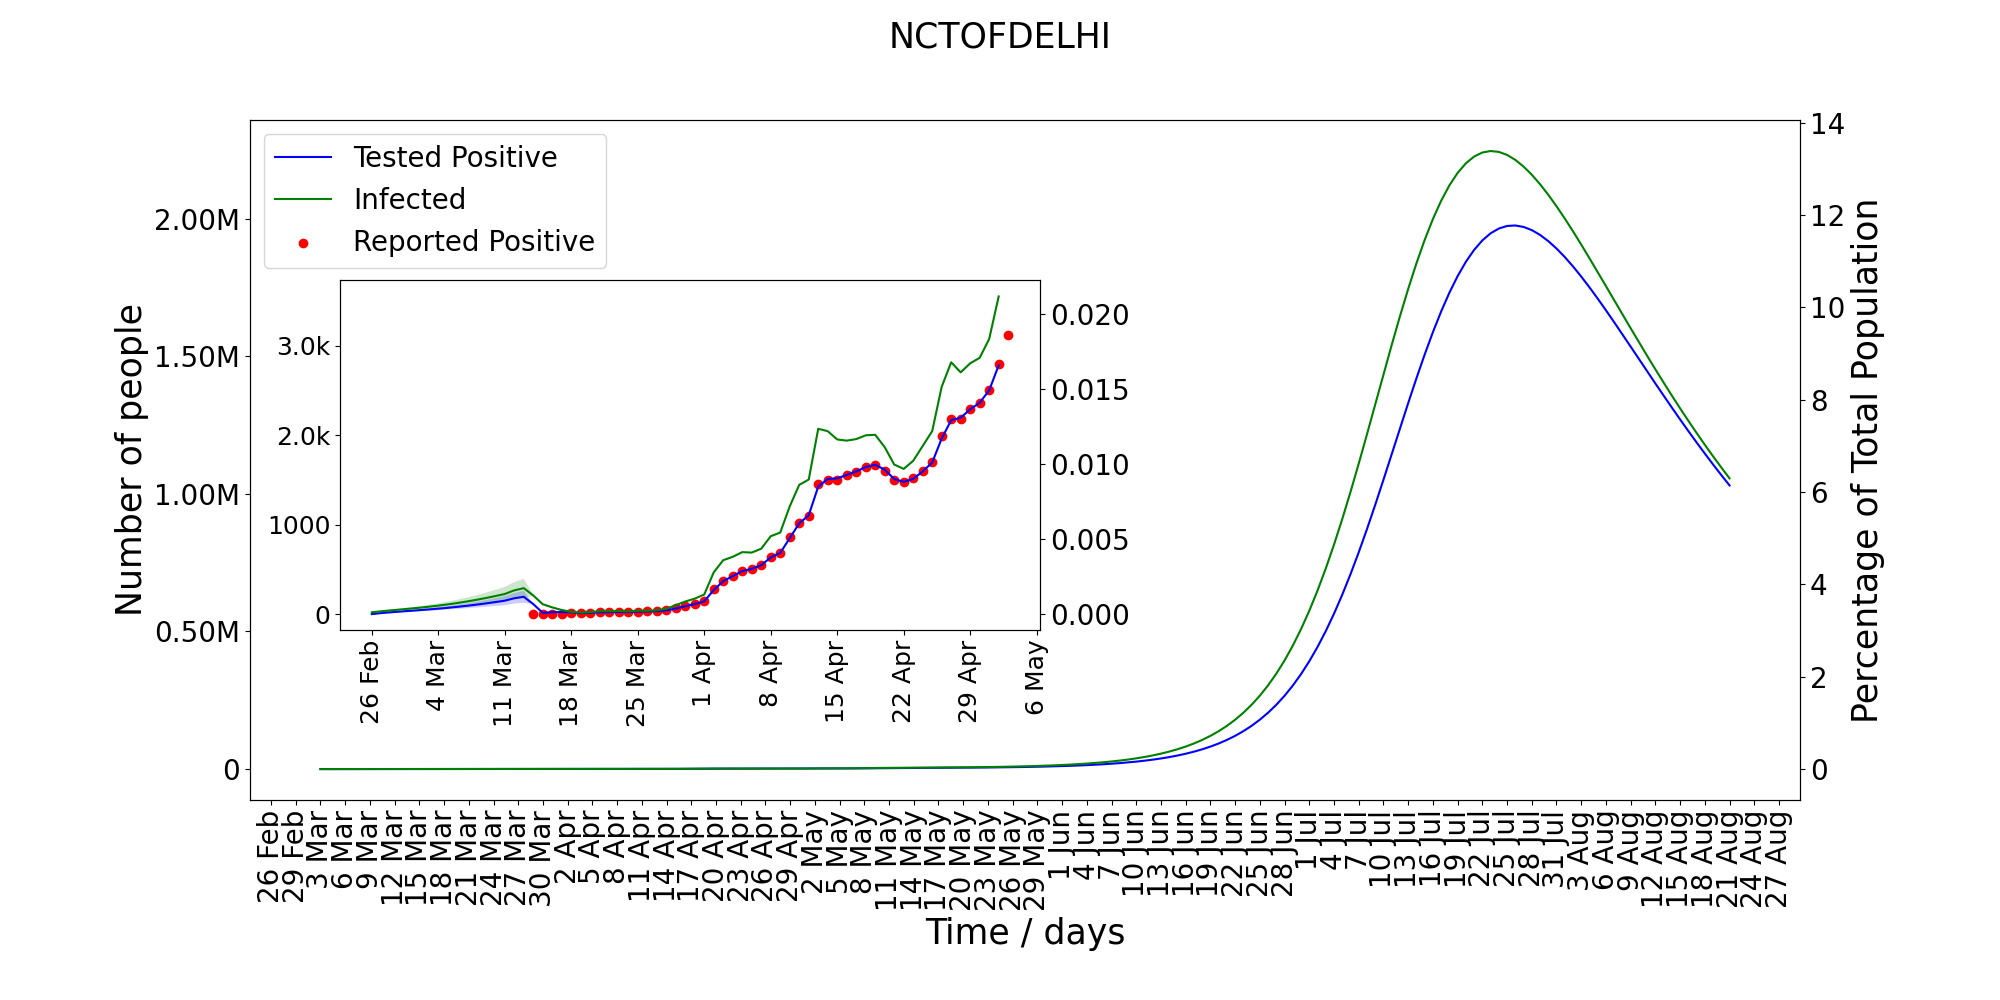 NCTOFDELHI
Tested Positive
Infected
Reported Positive
Number of people
2.00M
1.50M
1.00M
0.50M
0
Percentage of Total Population
14
12
10
8
6
4
2
0
3.0k
2.0k
1000
0
0.020
0.015
0.010
0.005
0.000
26 Feb
4 Mar
11 Mar
18 Mar
25 Mar
1 Apr
8 Apr
15 Apr
22 Apr
29 Apr
6 May
26 Feb
29 Feb
3 Mar
6 Mar
9 Mar
12 Mar
15 Mar
18 Mar
21 Mar
24 Mar
27 Mar
30 Mar
2 Apr
5 Apr
8 Apr
11 Apr
14 Apr
17 Apr
20 Apr
23 Apr
26 Apr
29 Apr
2 May
5 May
8 May
11 May
14 May
17 May
20 May
23 May
26 May
29 May
1 Jun
4 Jun
7 Jun
10 Jun
13 Jun
16 Jun
19 Jun
22 Jun
25 Jun
28 Jun
1 Jul
4 Jul
7 Jul
10 Jul
13 Jul
16 Jul
19 Jul
22 Jul
25 Jul
28 Jul
31 Jul
3 Aug
6 Aug
9 Aug
12 Aug
15 Aug
18 Aug
21 Aug
24 Aug
27 Aug
Time / days